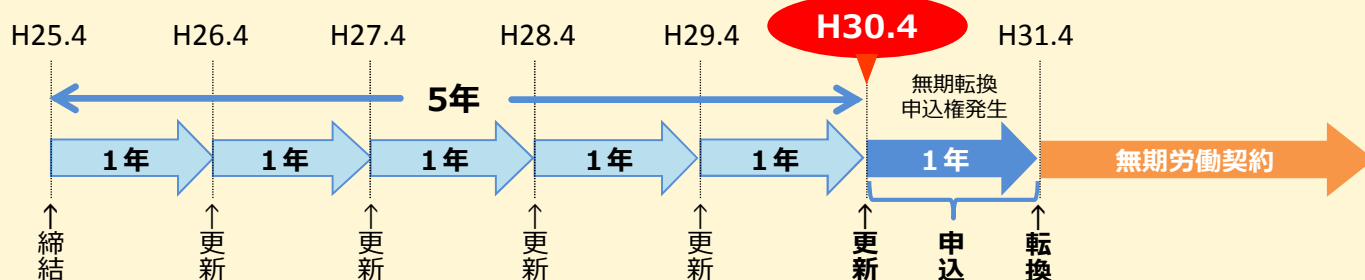 H25.4 H26.4 H27.4 H28.4 H29.4 H30.4 H31.4
5年
無期転換
申込権発生
1年 1年 1年 1年 1年 1年 無期労働契約
↑締結 ↑更新 ↑更新 ↑更新 ↑更新 ↑更新 申込 ↑転換